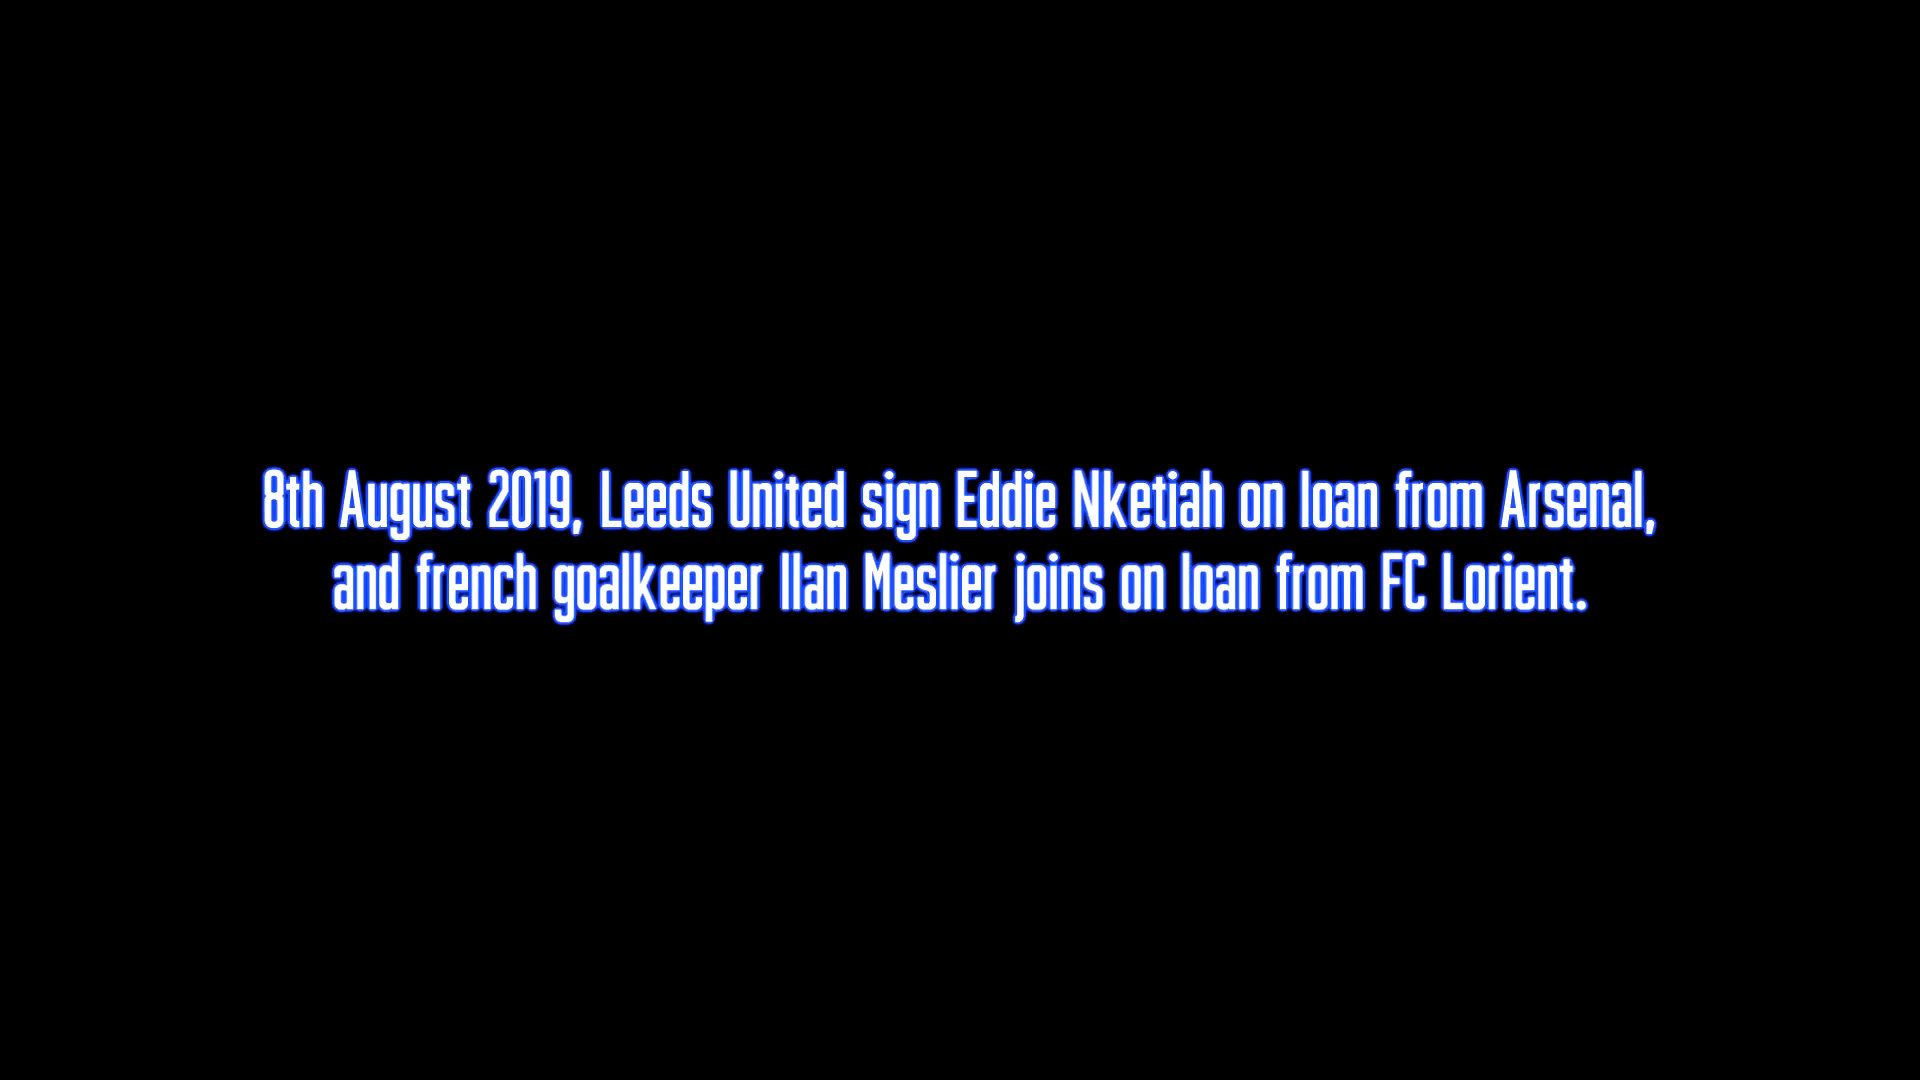 8th August 2019, Leeds United sign Eddie Nketiah on loan from Arsenal,
and french goalkeeper Ilan Meslier joins on loan from FC Lorient.